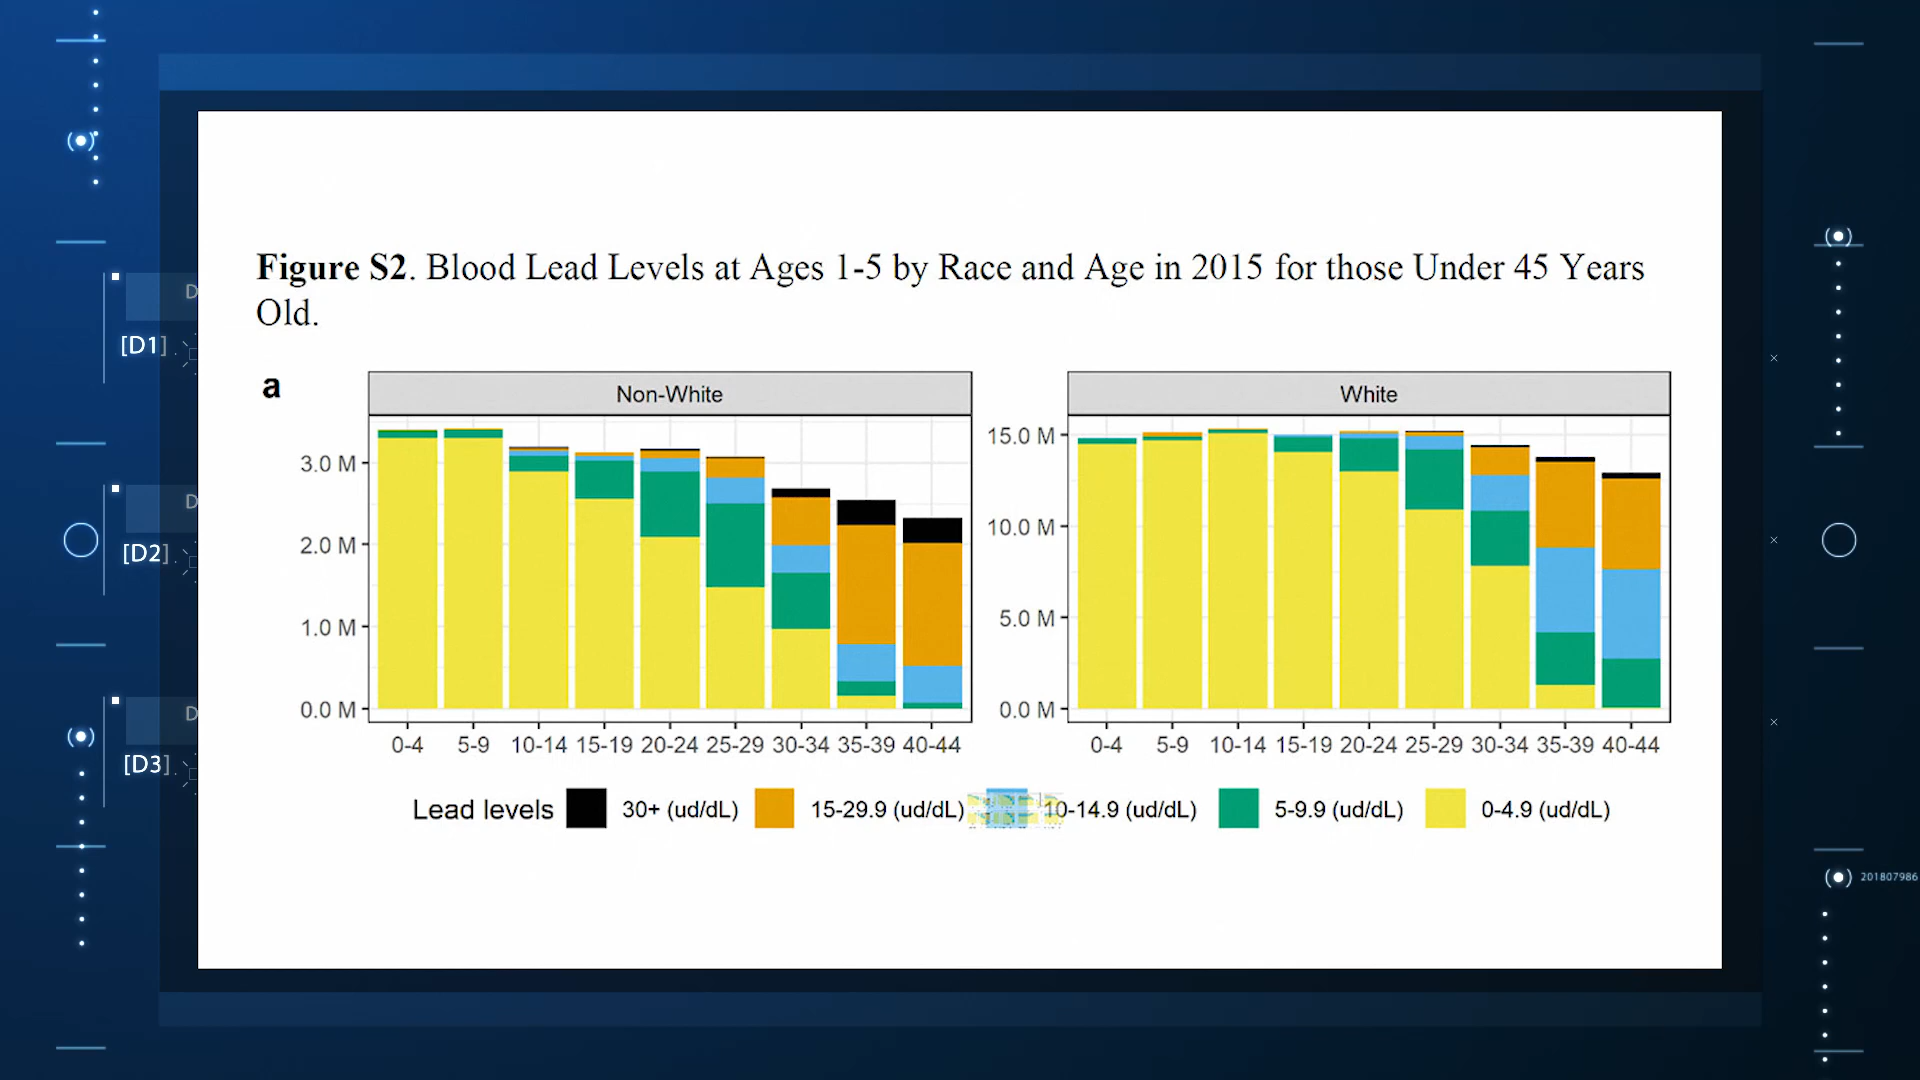 Figure S2. Blood Lead Levels at Ages 1-5 by Race and Age in 2015 for those Under 45 Years
Old.
a
Non-White
3.0 M
2.0 M
1.0 M
0.0 M
0-4 5-9 10-14 15-19 20-24 25-29 30-34 35-39 40-44
White
15.0 M
10.0 M
5.0 M
0.0 M
0-4 5-9 10-14 15-19 20-24 25-29 30-34 35-39 40-44
Lead levels 30+ (ud/dL) 15-29.9 (ud/dL) 10-14.9 (ud/dL) 5-9.9 (ud/dL) 0-4.9 (ud/dL)
D
[D1]
D
[D2]
D
[D3]
201807986